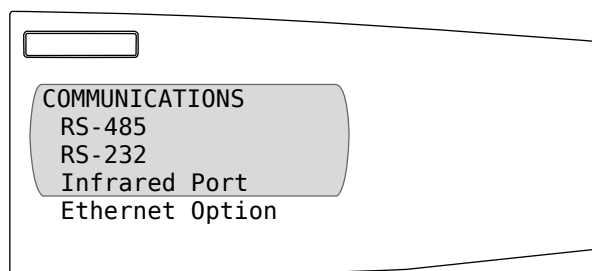 COMMUNICATIONS
RS-485
RS-232
Infrared Port
Ethernet Option